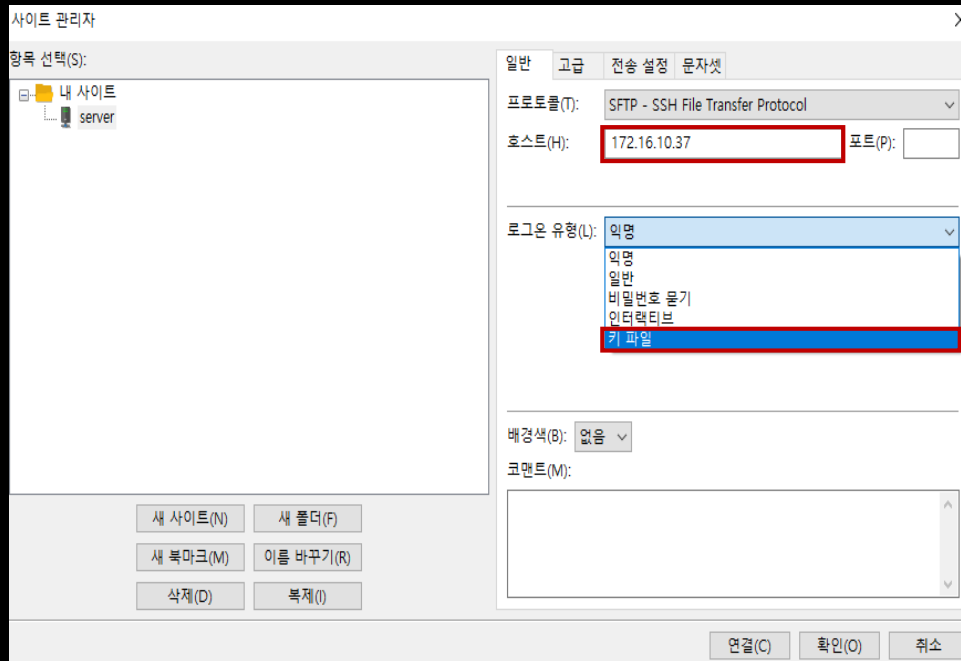 사이트 관리자
항목 선택(S):
내 사이트
server
새 사이트(N)
새 폴더(F)
새 북마크(M)
이름 바꾸기(R)
삭제(D)
복제(I)
일반
고급
전송 설정
문자셋
프로토콜(T):
SFTP - SSH File Transfer Protocol
호스트(H):
172.16.10.37
포트(P):
로그온 유형(L):
익명
익명
일반
비밀번호 묻기
인터랙티브
키 파일
배경색(B):
없음
코맨트(M):
연결(C)
확인(O)
취소